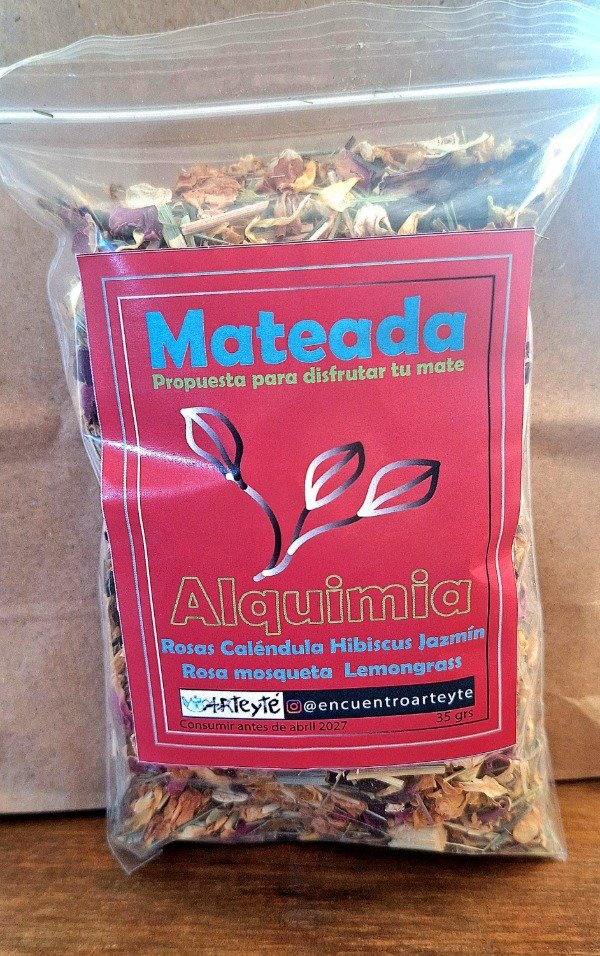 Mateada
Propuesta para disfrutar tu mate
Alquimia
Rosas Caléndula Hibiscus Jazmín
Rosa mosqueta Lemongrass
ARTEYTÉ @encuentroarteyte
Consumir antes de abril 2027 35 grs